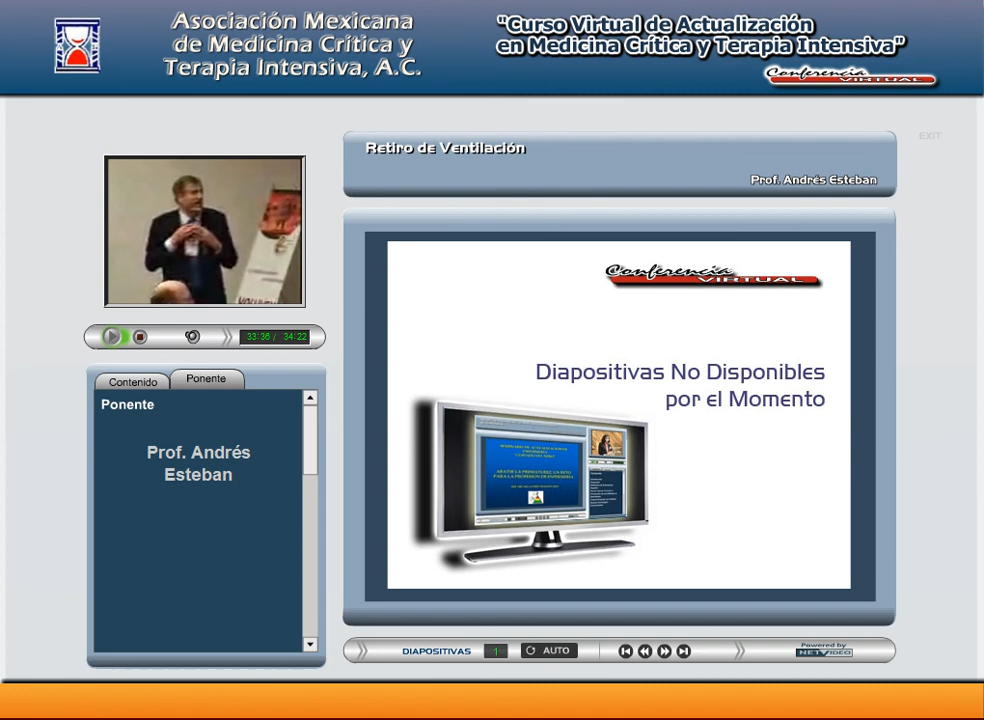 Asociación Mexicana
de Medicina Crítica y
Terapia Intensiva, A.C.
"Curso Virtual de Actualización
en Medicina Crítica y Terapia Intensiva"
Conferencia
VIRTUAL
EXIT
Retiro de Ventilación
Prof. Andrés Esteban
33:36 / 34:22
Contenido
Ponente
Ponente
Prof. Andrés
Esteban
Conferencia
VIRTUAL
Diapositivas No Disponibles
por el Momento
DIAPOSITIVAS
1
AUTO
Powered by
NETVIDEO